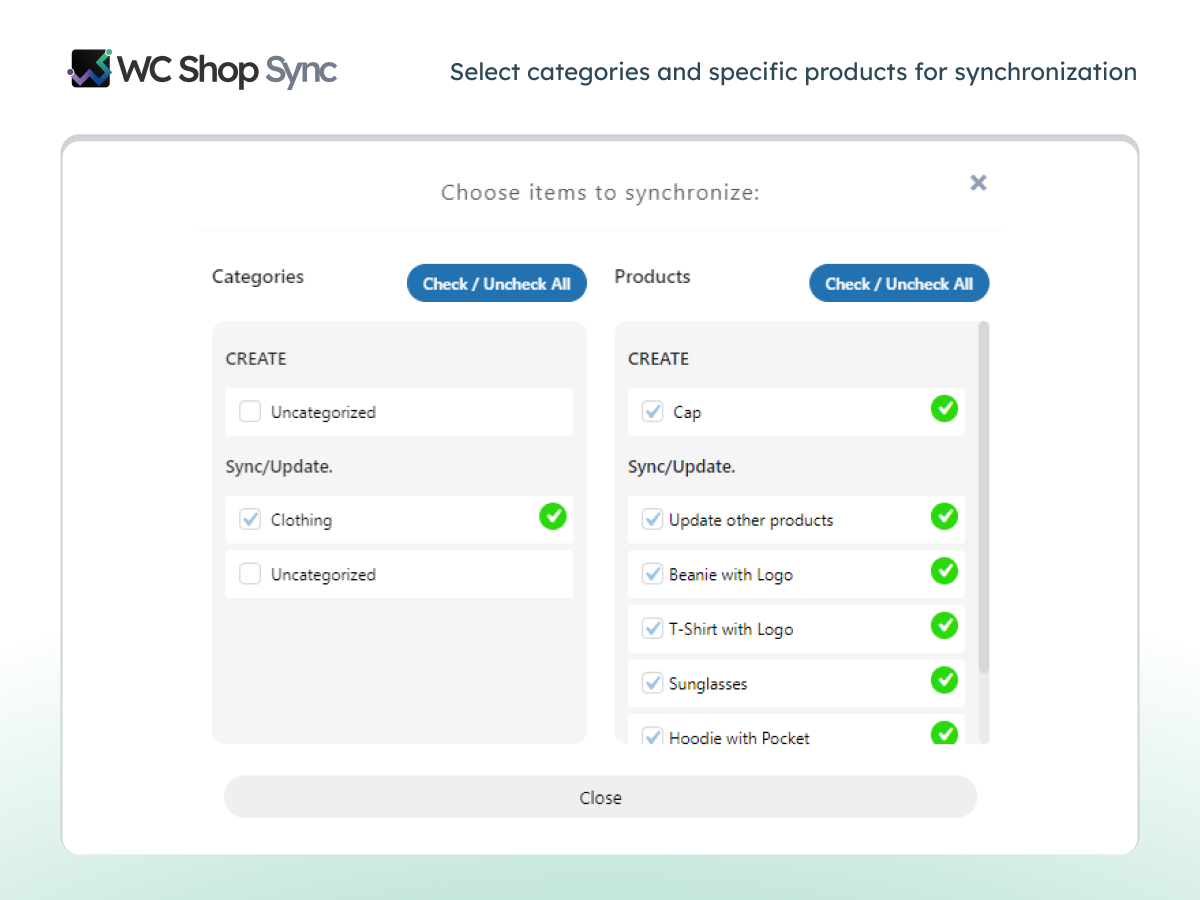 WC Shop Sync
Select categories and specific products for synchronization
Choose items to synchronize:
Categories
Check / Uncheck All
CREATE
Uncategorized
Sync/Update.
Clothing
Uncategorized
Products
Check / Uncheck All
CREATE
Cap
Sync/Update.
Update other products
Beanie with Logo
T-Shirt with Logo
Sunglasses
Hoodie with Pocket
Close